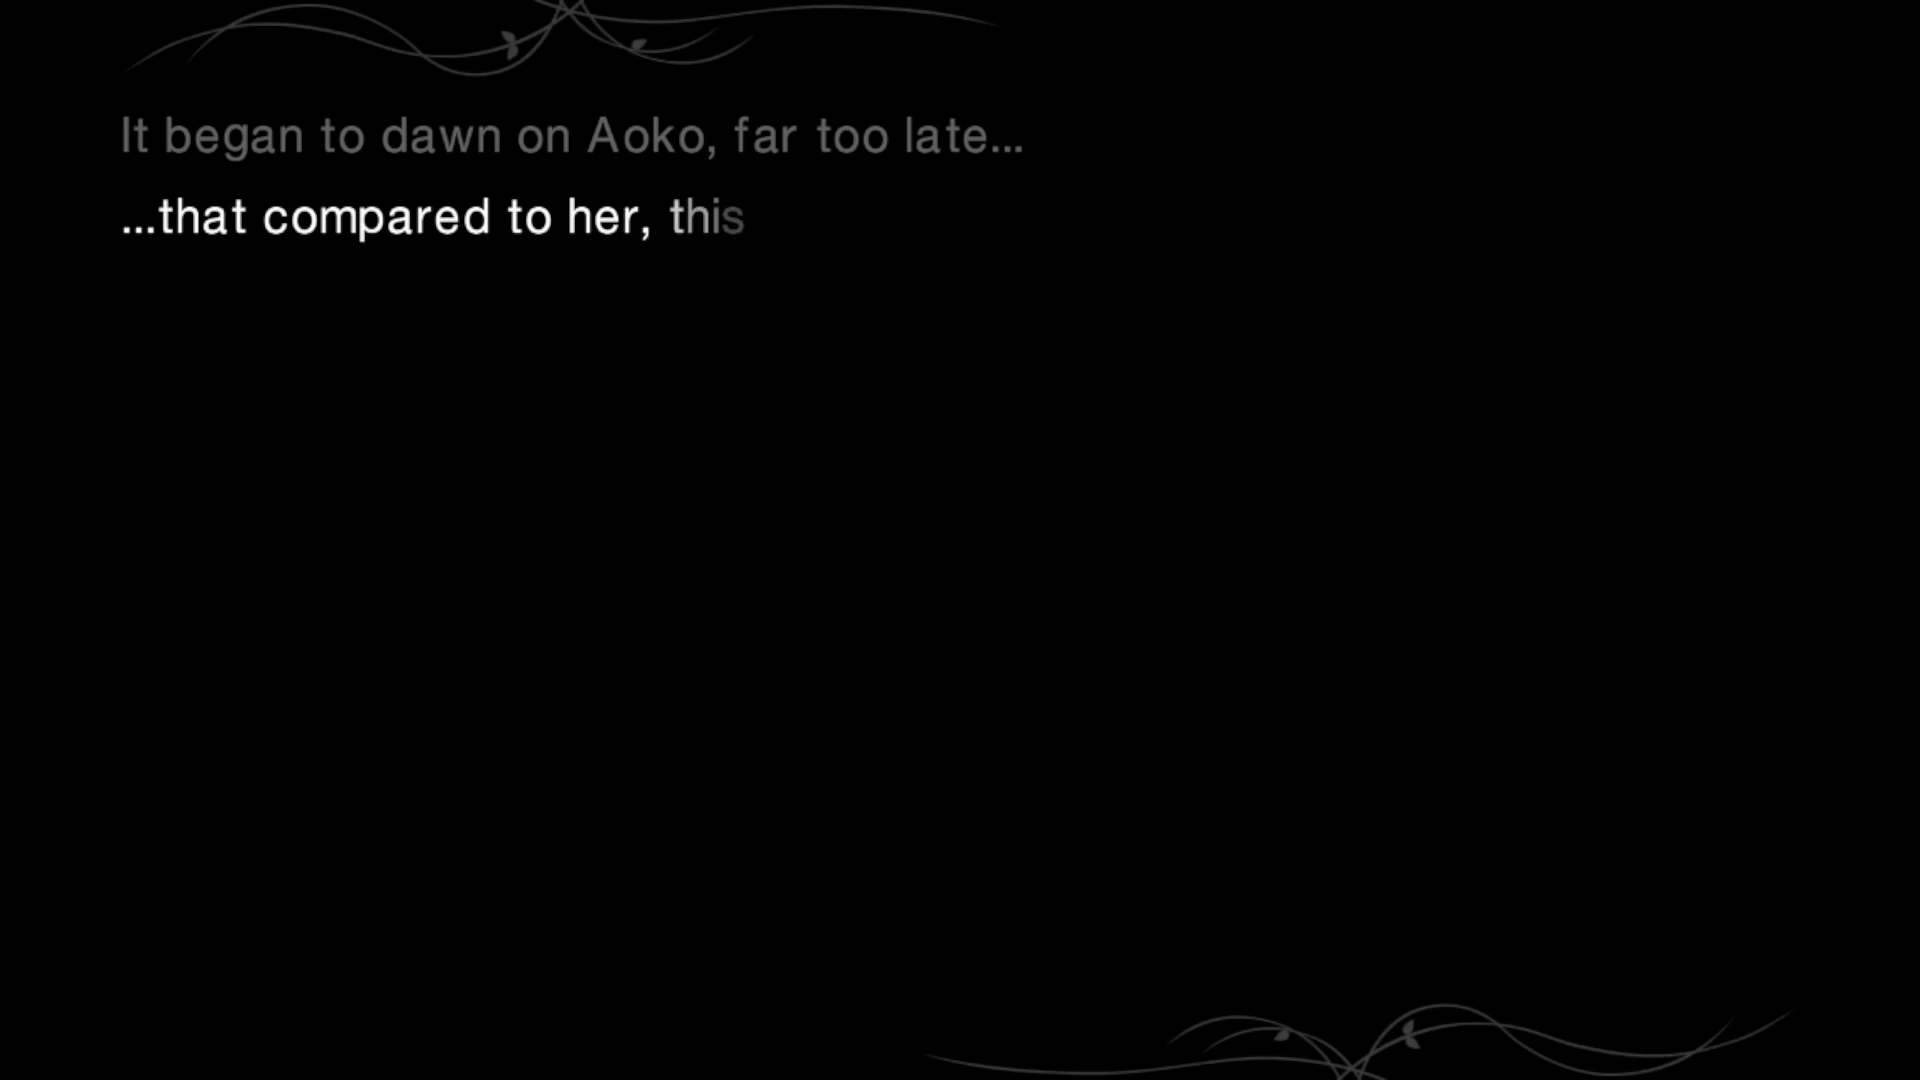 It began to dawn on Aoko, far too late...
...that compared to her, this